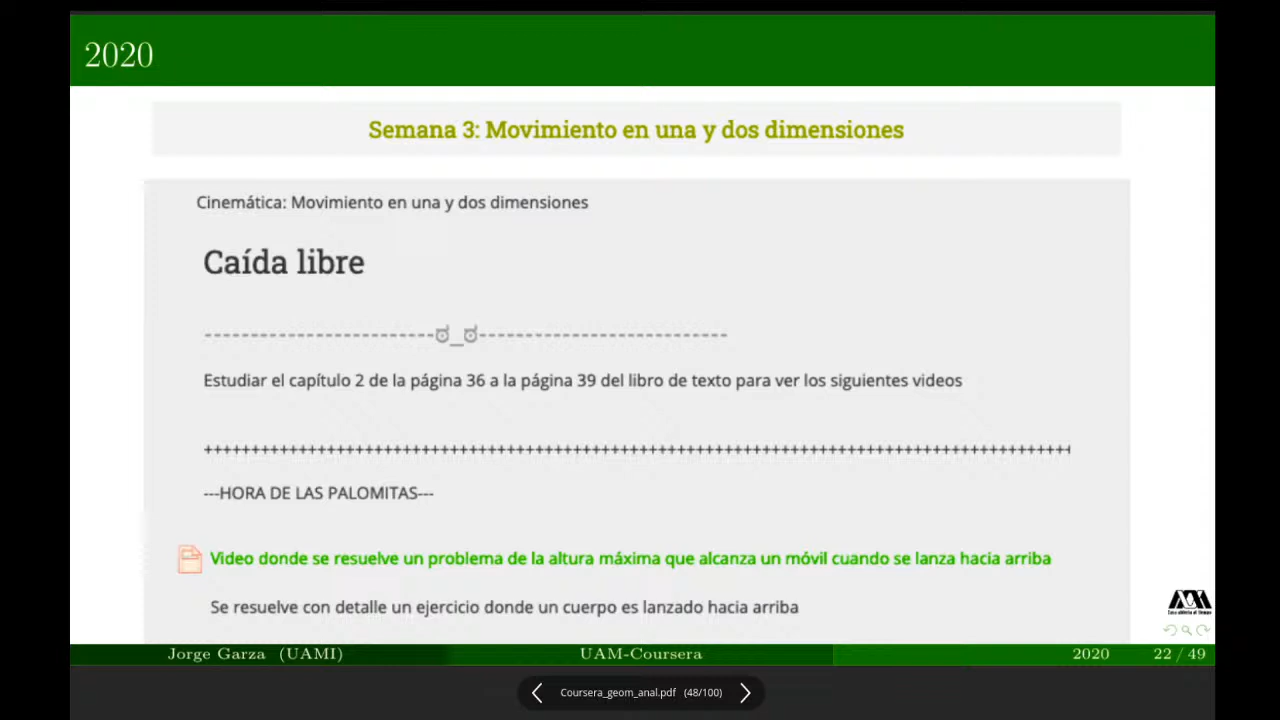 2020
Semana 3: Movimiento en una y dos dimensiones
Cinemática: Movimiento en una y dos dimensiones
Caída libre
-------------------------ಠ_ಠ---------------------------
Estudiar el capítulo 2 de la página 36 a la página 39 del libro de texto para ver los siguientes videos
++++++++++++++++++++++++++++++++++++++++++++++++++++++++++++++++++++++++++++++++++++++++++++
---HORA DE LAS PALOMITAS---
Video donde se resuelve un problema de la altura máxima que alcanza un móvil cuando se lanza hacia arriba
Se resuelve con detalle un ejercicio donde un cuerpo es lanzado hacia arriba
Jorge Garza (UAMI) UAM-Coursera 2020 22 / 49
Coursera_geom_anal.pdf (48/100)